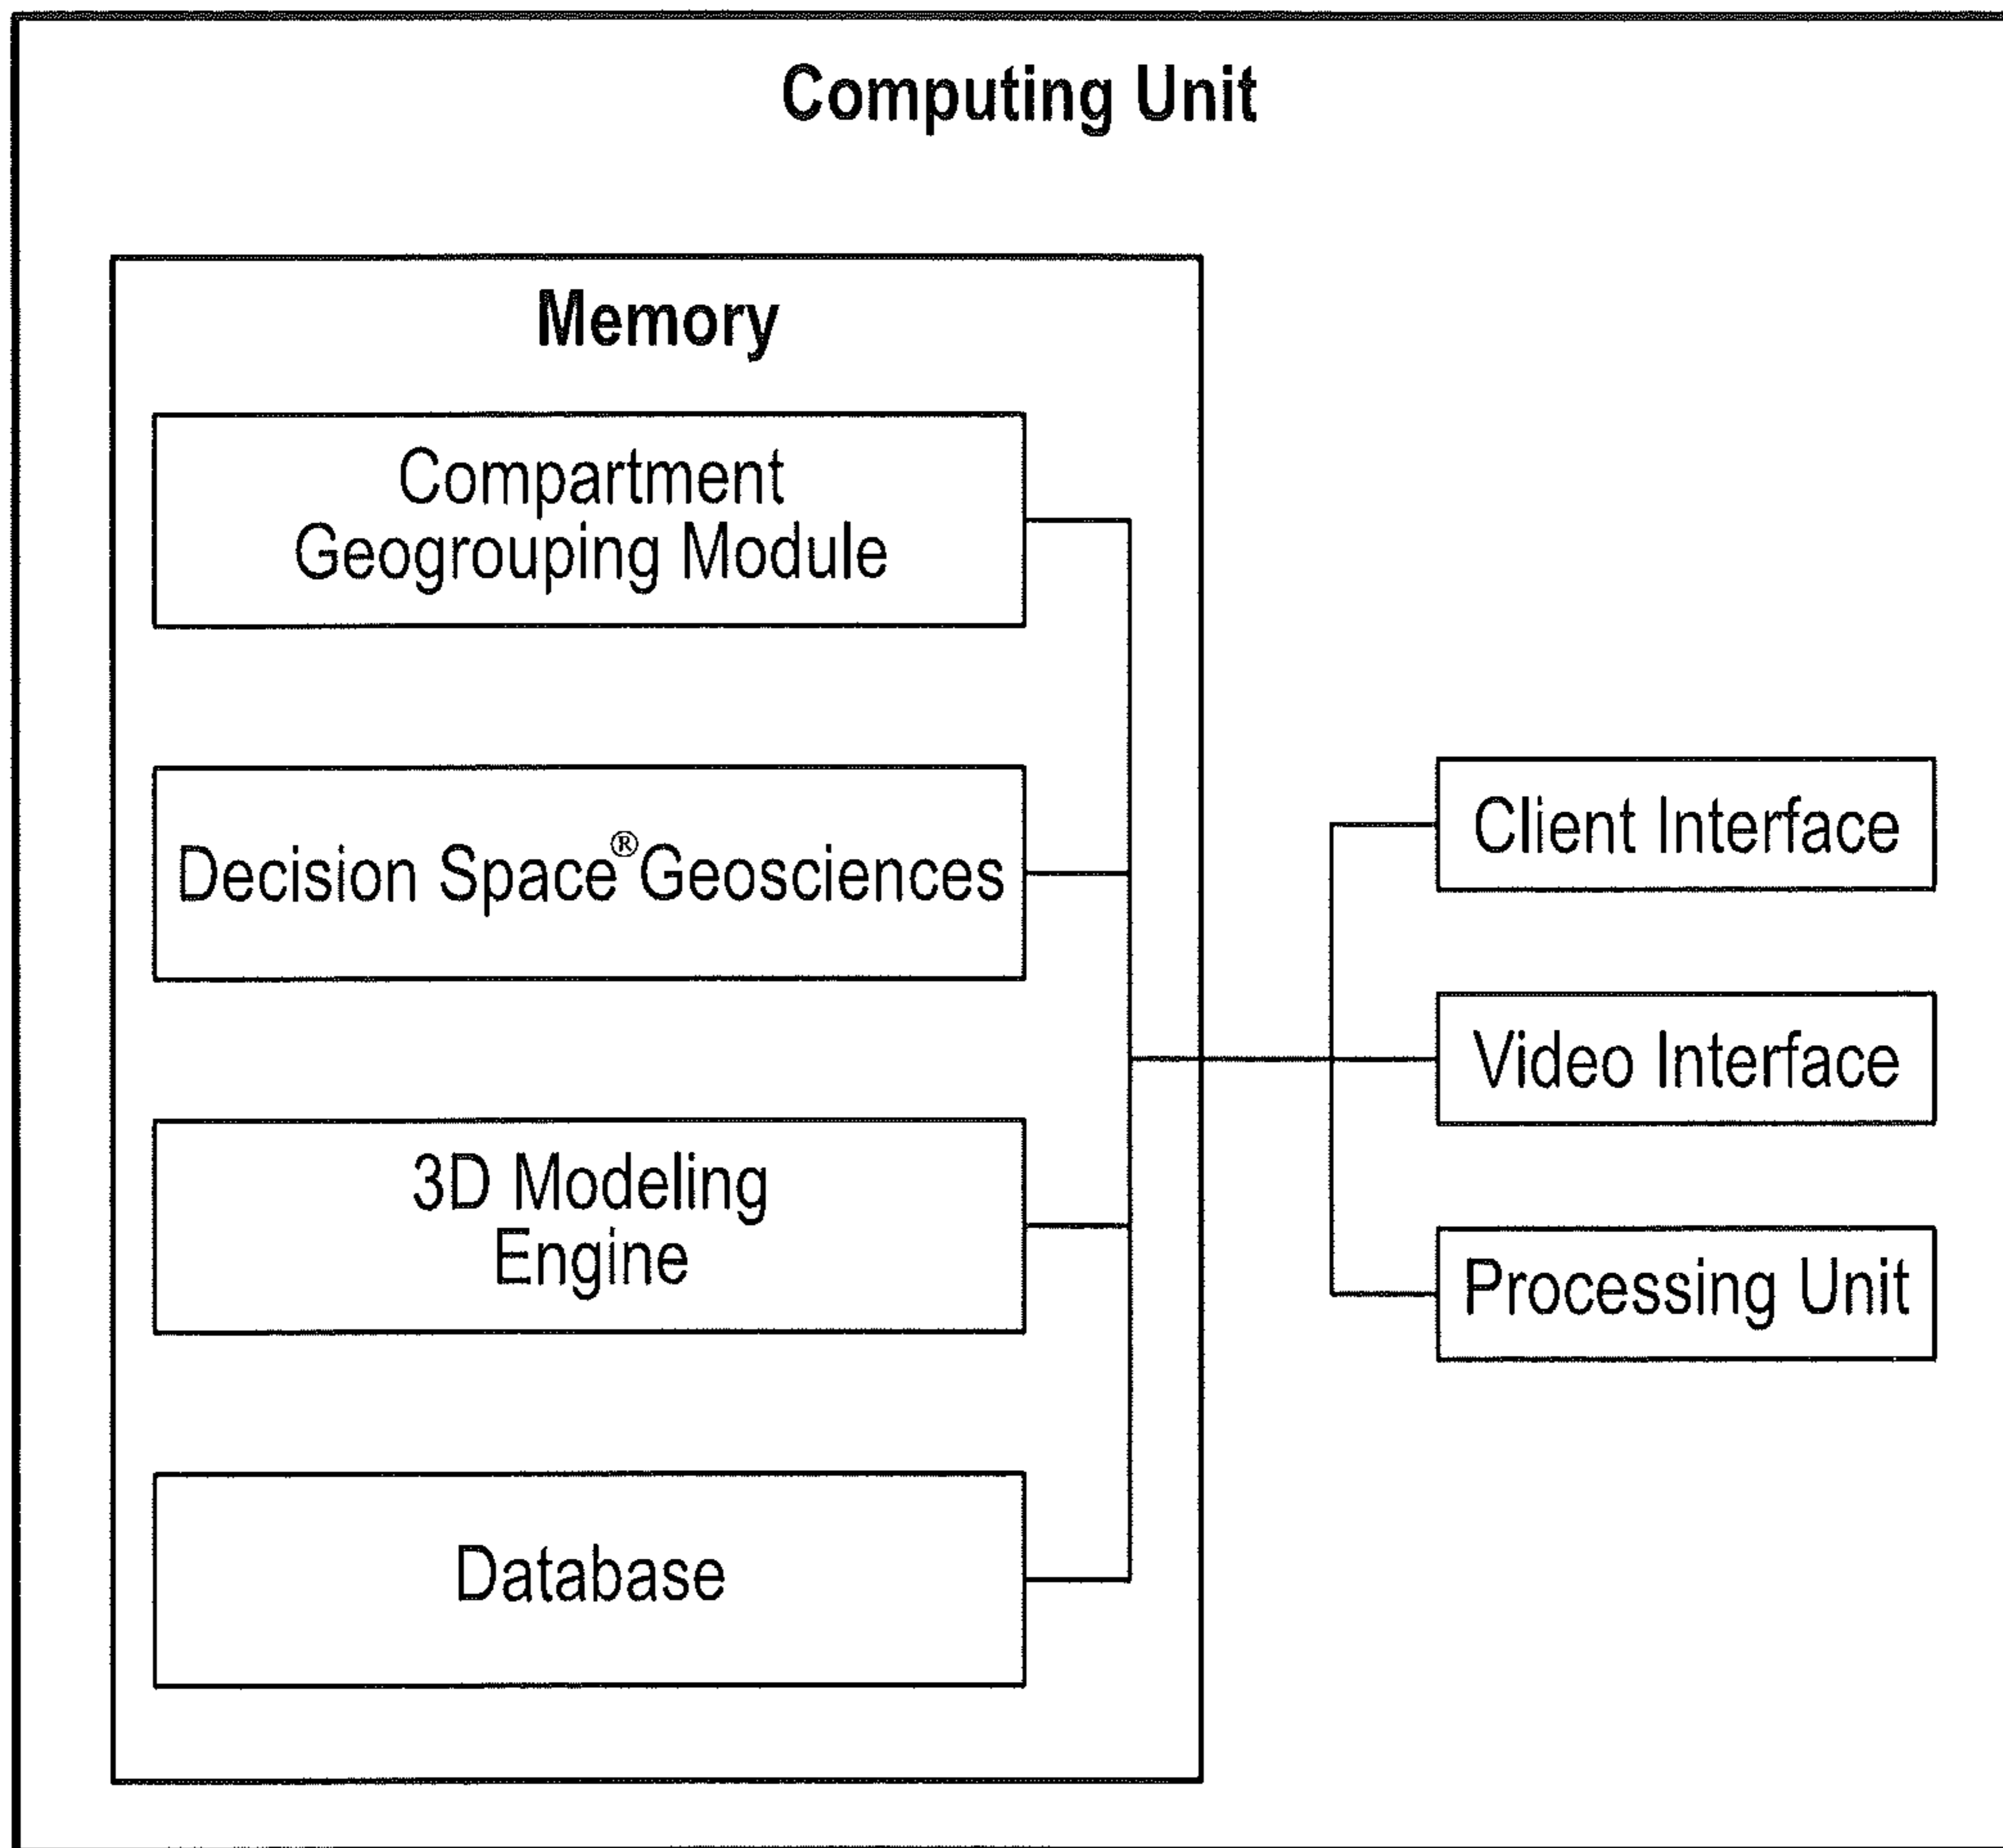 Computing Unit
Memory
Compartment
Geogrouping Module
Decision Space® Geosciences
3D Modeling
Engine
Database
Client Interface
Video Interface
Processing Unit